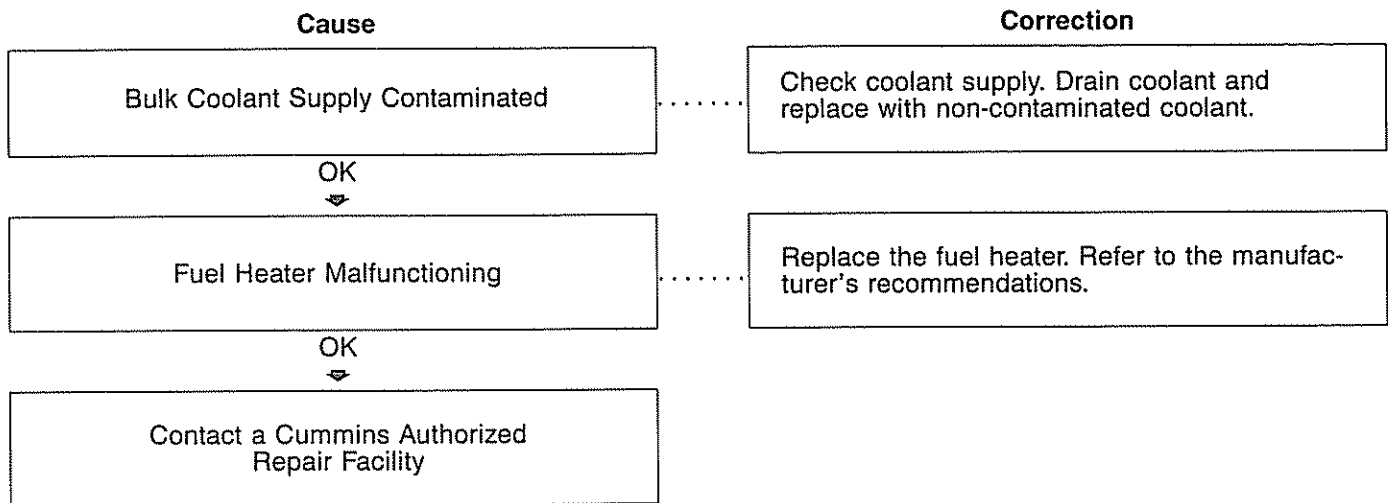 Cause
Correction
Bulk Coolant Supply Contaminated
Check coolant supply. Drain coolant and
replace with non-contaminated coolant.
OK
Fuel Heater Malfunctioning
Replace the fuel heater. Refer to the manufac-
turer's recommendations.
OK
Contact a Cummins Authorized
Repair Facility